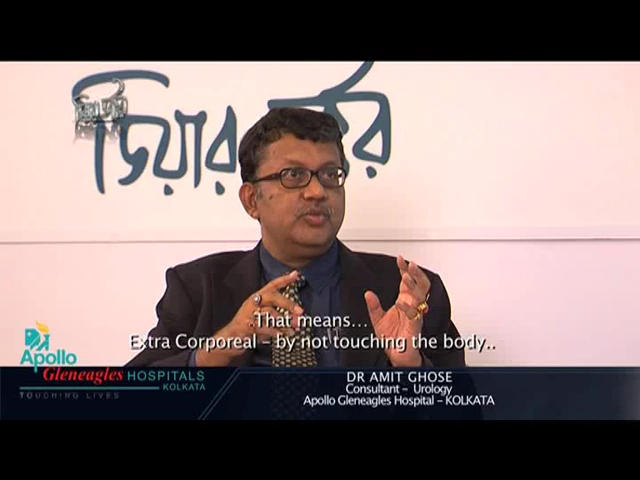 ডিয়ার
.That means...
Extra Corporeal – by not touching the body..
Apollo
Gleneagles HOSPITALS
KOLKATA
TOUCHING LIVES
DR AMIT GHOSE
Consultant – Urology
Apollo Gleneagles Hospital – KOLKATA